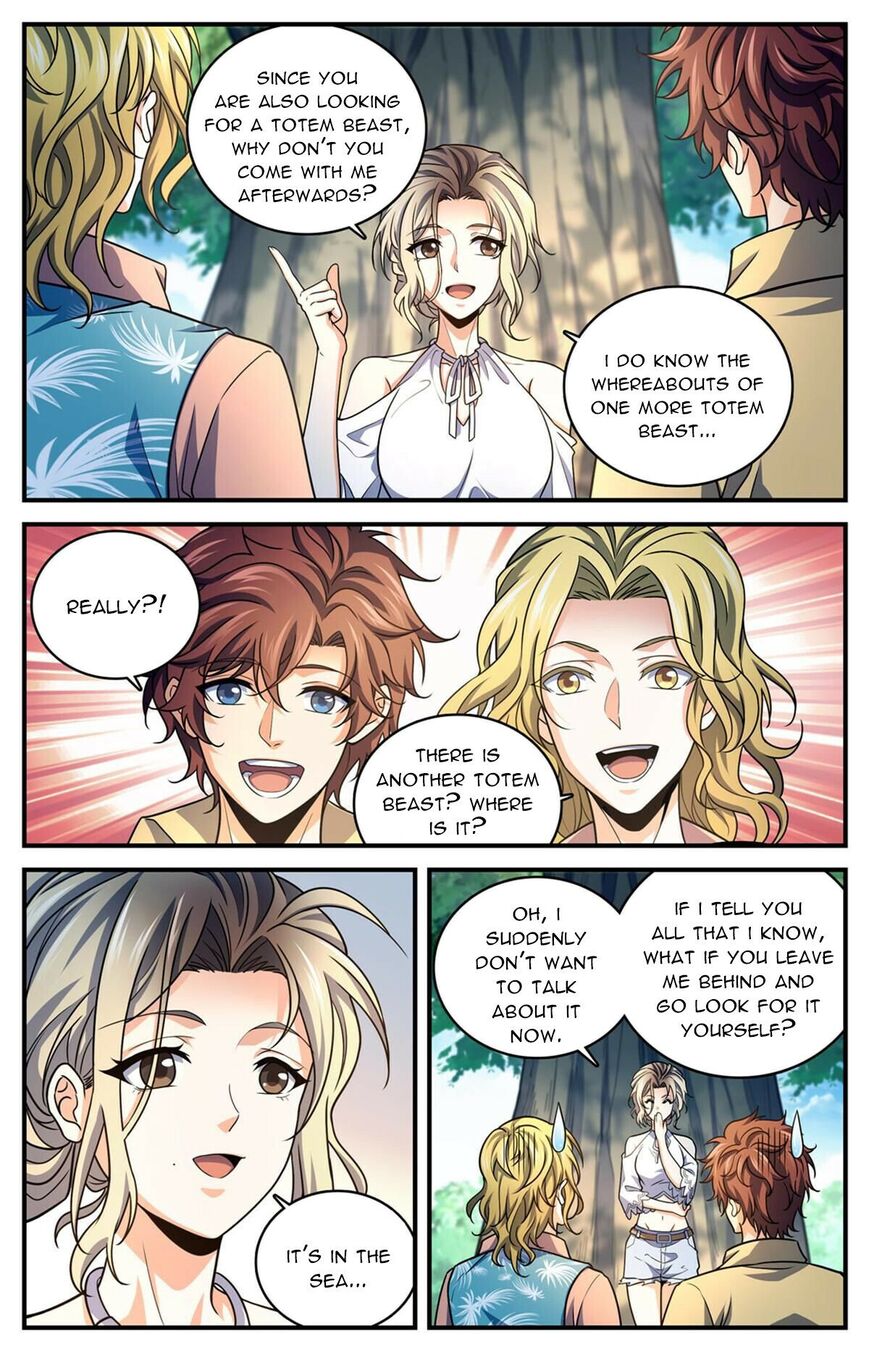 SINCE YOU
ARE ALSO LOOKING
FOR A TOTEM BEAST,
WHY DON'T YOU
COME WITH ME
AFTERWARDS?
I DO KNOW THE
WHEREABOUTS OF
ONE MORE TOTEM
BEAST...
REALLY?!
THERE IS
ANOTHER TOTEM
BEAST? WHERE
IS IT?
IT'S IN THE
SEA...
OH, I
SUDDENLY
DON'T WANT
TO TALK
ABOUT IT
NOW.
IF I TELL YOU
ALL THAT I KNOW,
WHAT IF YOU LEAVE
ME BEHIND AND
GO LOOK FOR IT
YOURSELF?